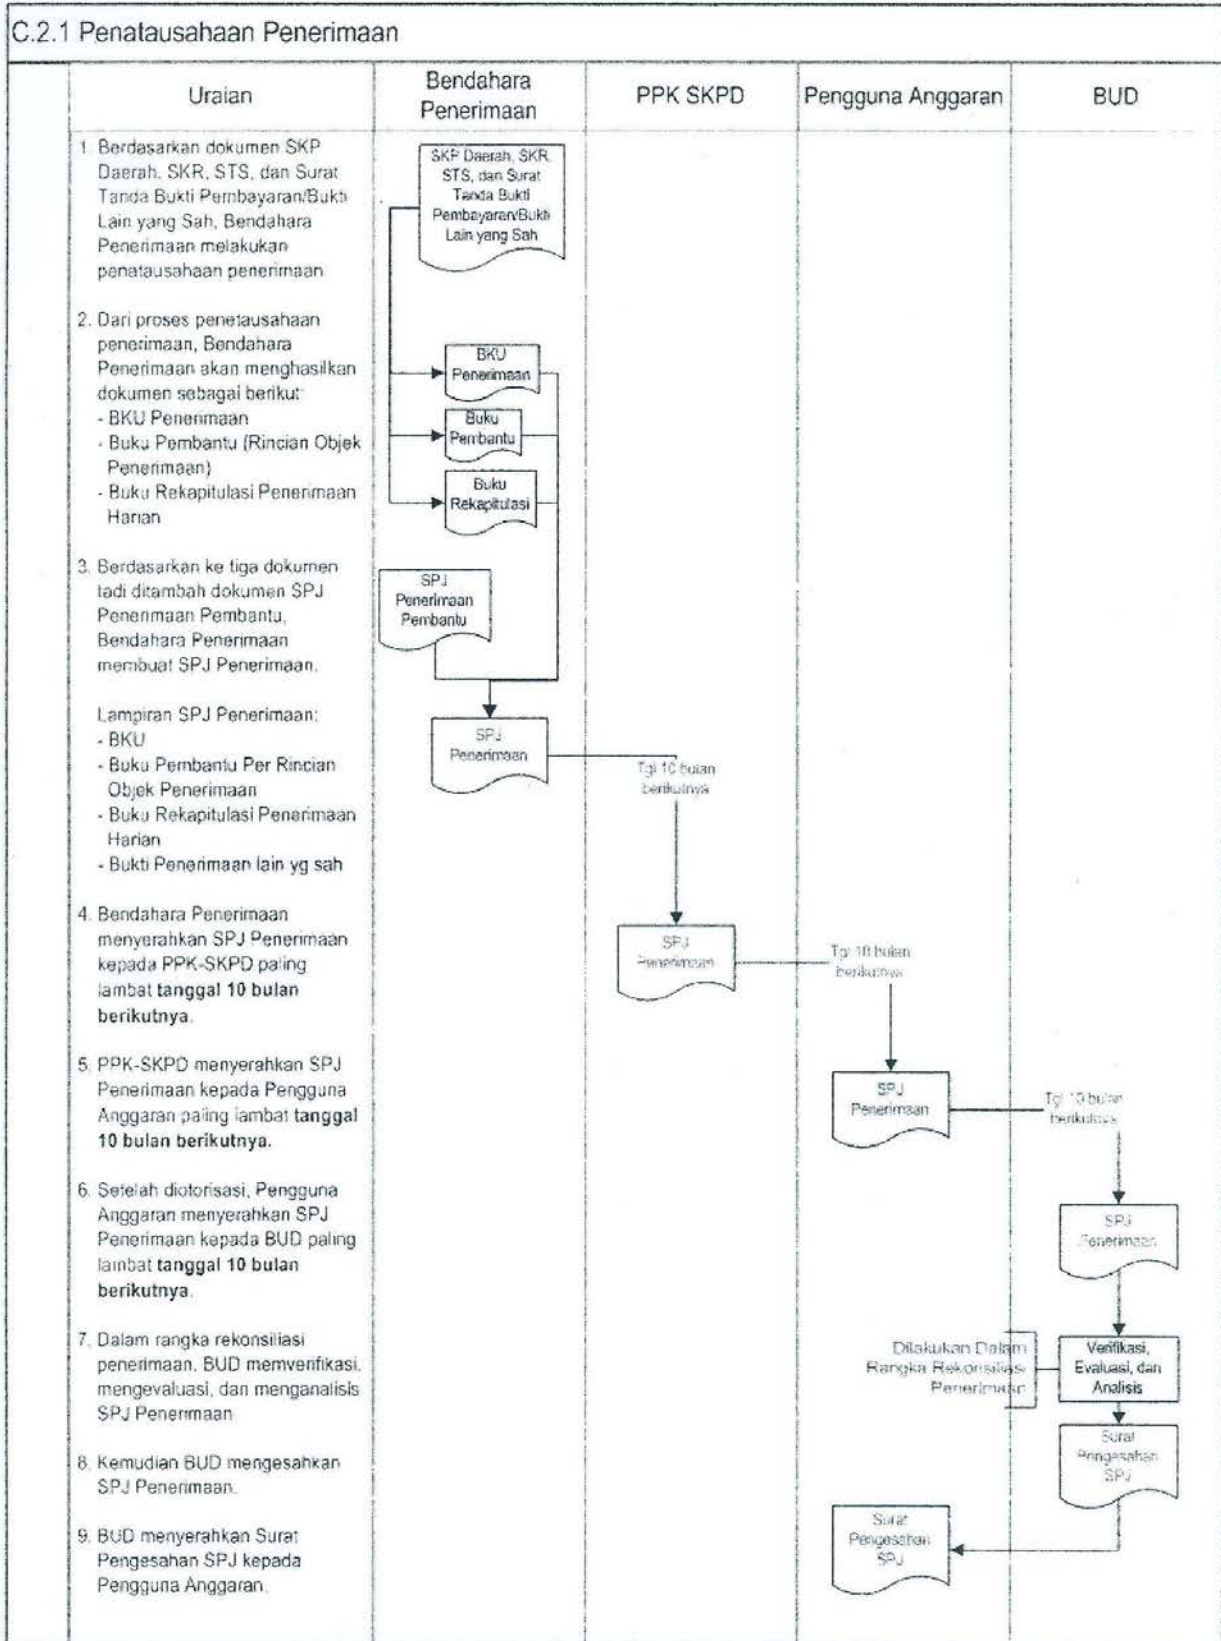 C.2.1 Penatausahaan Penerimaan
Uraian
Bendahara
Penerimaan
PPK SKPD
Pengguna Anggaran
BUD
1. Berdasarkan dokumen SKP
Daerah, SKR, STS, dan Surat
Tanda Bukti Pembayaran/Bukti
Lain yang Sah, Bendahara
Penerimaan melakukan
penatausahaan penerimaan
2. Dari proses penetausahaan
penerimaan, Bendahara
Penerimaan akan menghasilkan
dokumen sebagai berikut:
- BKU Penerimaan
- Buku Pembantu (Rincian Objek
Penerimaan)
- Buku Rekapitulasi Penerimaan
Harian
3. Berdasarkan ke tiga dokumen
tadi ditambah dokumen SPJ
Penerimaan Pembantu,
Bendahara Penerimaan
membuat SPJ Penerimaan.
Lampiran SPJ Penerimaan:
- BKU
- Buku Pembantu Per Rincian
Objek Penerimaan
- Buku Rekapitulasi Penerimaan
Harian
- Bukti Penerimaan lain yg sah
4. Bendahara Penerimaan
menyerahkan SPJ Penerimaan
kepada PPK-SKPD paling
lambat tanggal 10 bulan
berikutnya.
5. PPK-SKPD menyerahkan SPJ
Penerimaan kepada Pengguna
Anggaran paling lambat tanggal
10 bulan berikutnya.
6. Setelah diotorisasi, Pengguna
Anggaran menyerahkan SPJ
Penerimaan kepada BUD paling
lambat tanggal 10 bulan
berikutnya.
7. Dalam rangka rekonsiliasi
penerimaan, BUD memverifikasi,
mengevaluasi, dan menganalisis
SPJ Penerimaan
8. Kemudian BUD mengesahkan
SPJ Penerimaan.
9. BUD menyerahkan Surat
Pengesahan SPJ kepada
Pengguna Anggaran.
SKP Daerah, SKR,
STS, dan Surat
Tanda Bukti
Pembayaran/Bukti
Lain yang Sah
BKU
Penerimaan
Buku
Pembantu
Buku
Rekapitulasi
SPJ
Penerimaan
Pembantu
SPJ
Penerimaan
Tgl 10 bulan
berikutnya
SPJ
Penerimaan
Tgl 10 bulan
berikutnya
SPJ
Penerimaan
Tgl 10 bulan
berikutnya
SPJ
Penerimaan
Dilakukan Dalam
Rangka Rekonsiliasi
Penerimaan
Verifikasi,
Evaluasi, dan
Analisis
Surat
Pengesahan
SPJ
Surat
Pengesahan
SPJ